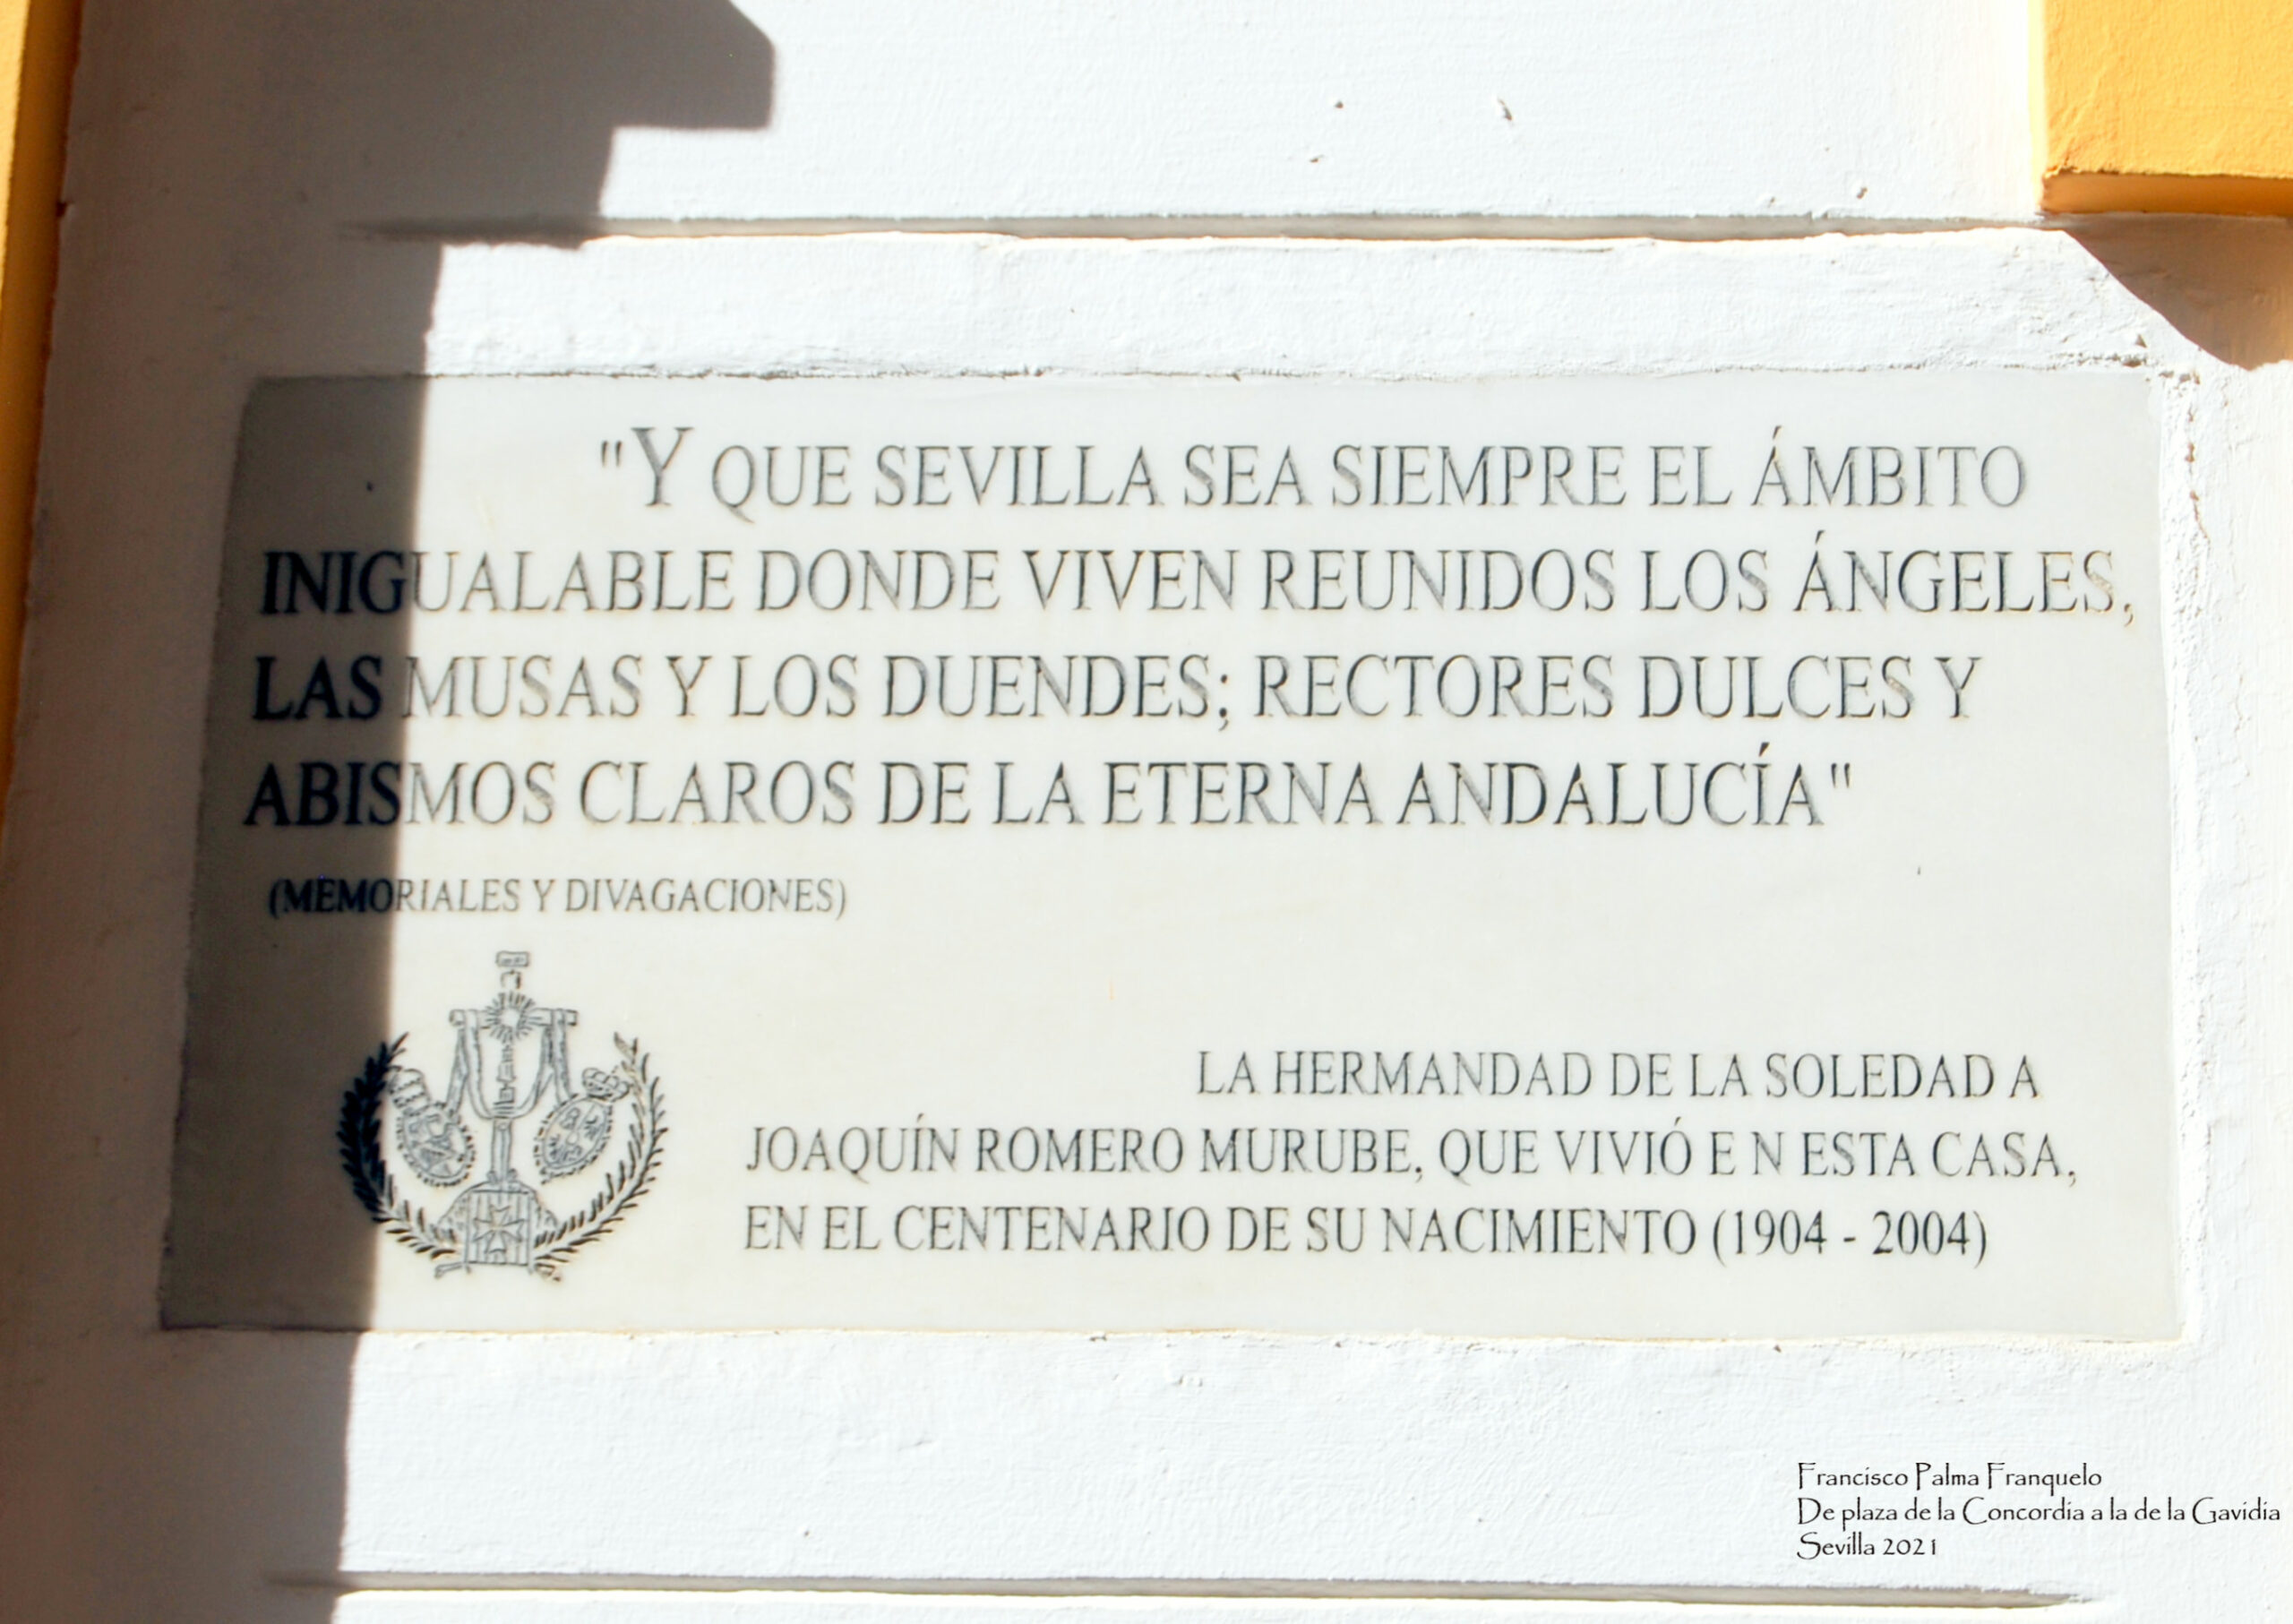 "Y QUE SEVILLA SEA SIEMPRE EL ÁMBITO
INIGUALABLE DONDE VIVEN REUNIDOS LOS ÁNGELES,
LAS MUSAS Y LOS DUENDES; RECTORES DULCES Y
ABISMOS CLAROS DE LA ETERNA ANDALUCÍA"
(MEMORIALES Y DIVAGACIONES)
LA HERMANDAD DE LA SOLEDAD A
JOAQUÍN ROMERO MURUBE, QUE VIVIÓ E N ESTA CASA,
EN EL CENTENARIO DE SU NACIMIENTO (1904 - 2004)
Francisco Palma Franquelo
De plaza de la Concordia a la de la Gavidia
Sevilla 2021